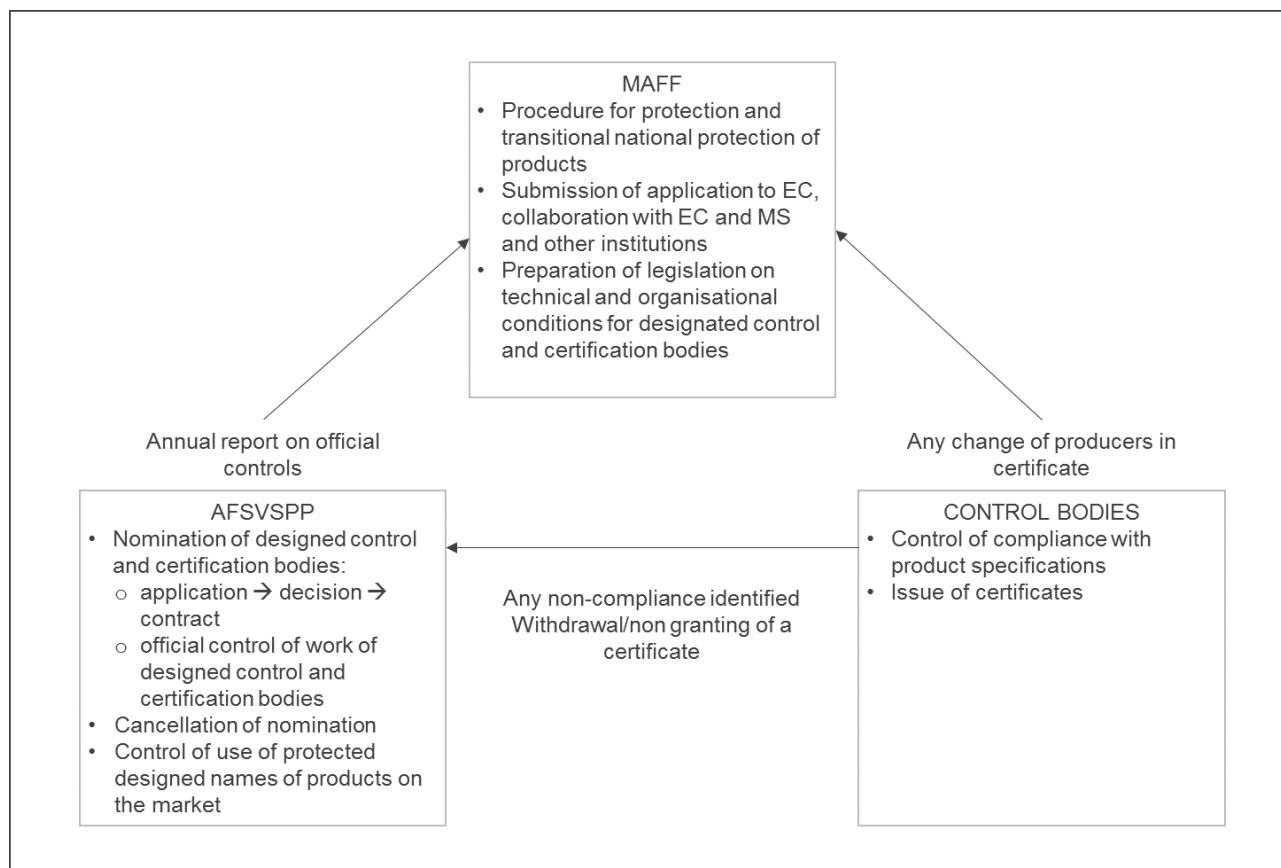 MAFF
• Procedure for protection and
transitional national protection of
products
• Submission of application to EC,
collaboration with EC and MS
and other institutions
• Preparation of legislation on
technical and organisational
conditions for designated control
and certification bodies
Annual report on official
controls
Any change of producers in
certificate
AFSVSPP
• Nomination of designed control
and certification bodies:
o application → decision →
contract
o official control of work of
designed control and
certification bodies
• Cancellation of nomination
• Control of use of protected
designed names of products on
the market
Any non-compliance identified
Withdrawal/non granting of a
certificate
CONTROL BODIES
• Control of compliance with
product specifications
• Issue of certificates